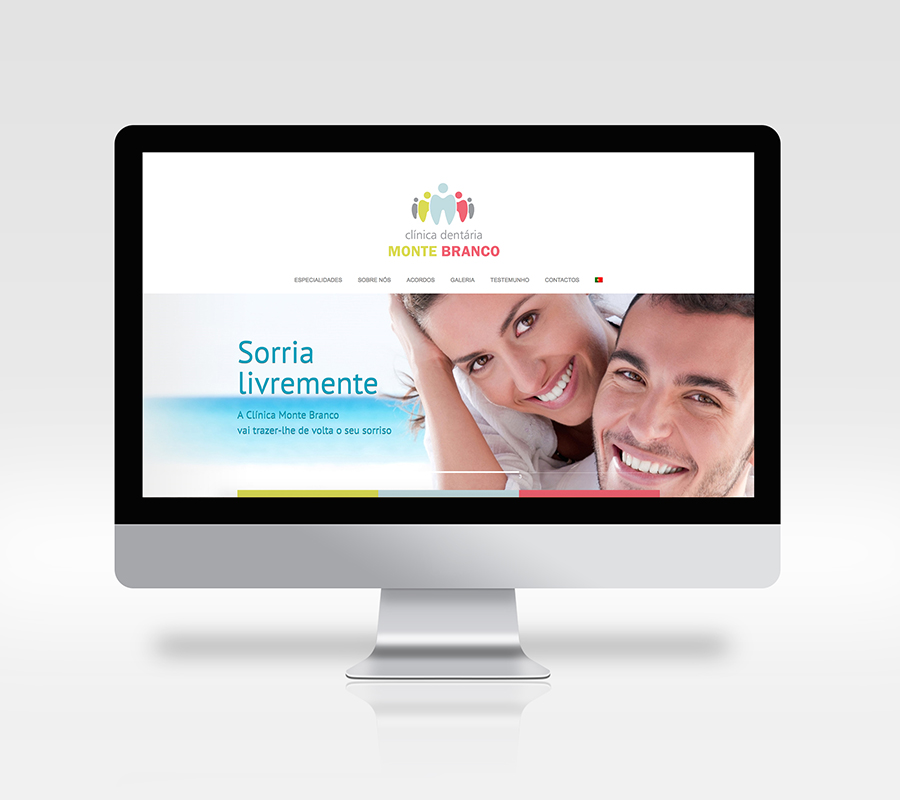 clínica dentária
MONTE BRANCO
ESPECIALIDADES SOBRE NÓS ACORDOS GALERIA TESTEMUNHO CONTACTOS
Sorria
livremente
A Clínica Monte Branco
vai trazer-lhe de volta o seu sorriso